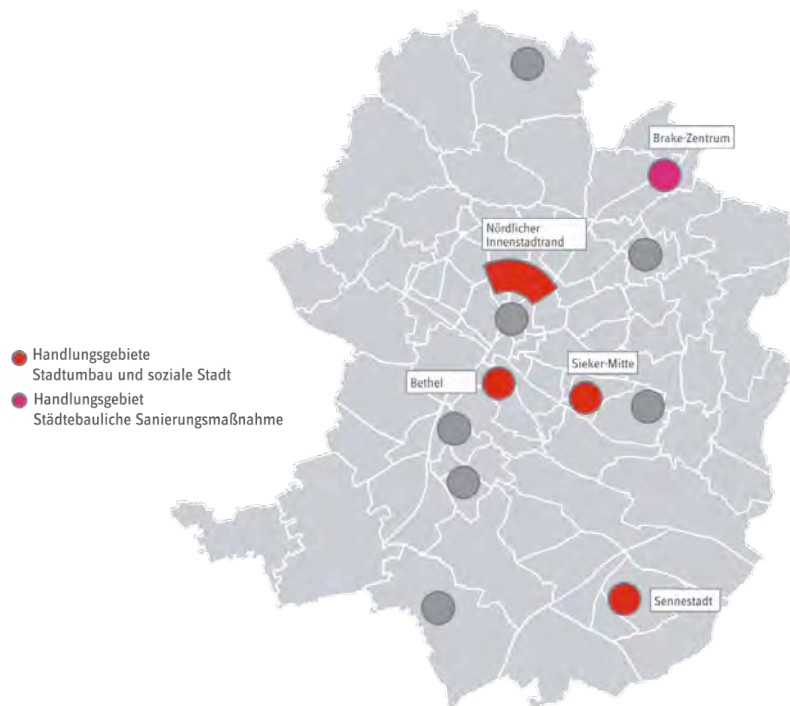 Brake-Zentrum
Nördlicher
Innenstadtrand
Handlungsgebiete
Stadtumbau und soziale Stadt
Handlungsgebiet
Städtebauliche Sanierungsmaßnahme
Bethel
Sieker-Mitte
Sennestadt